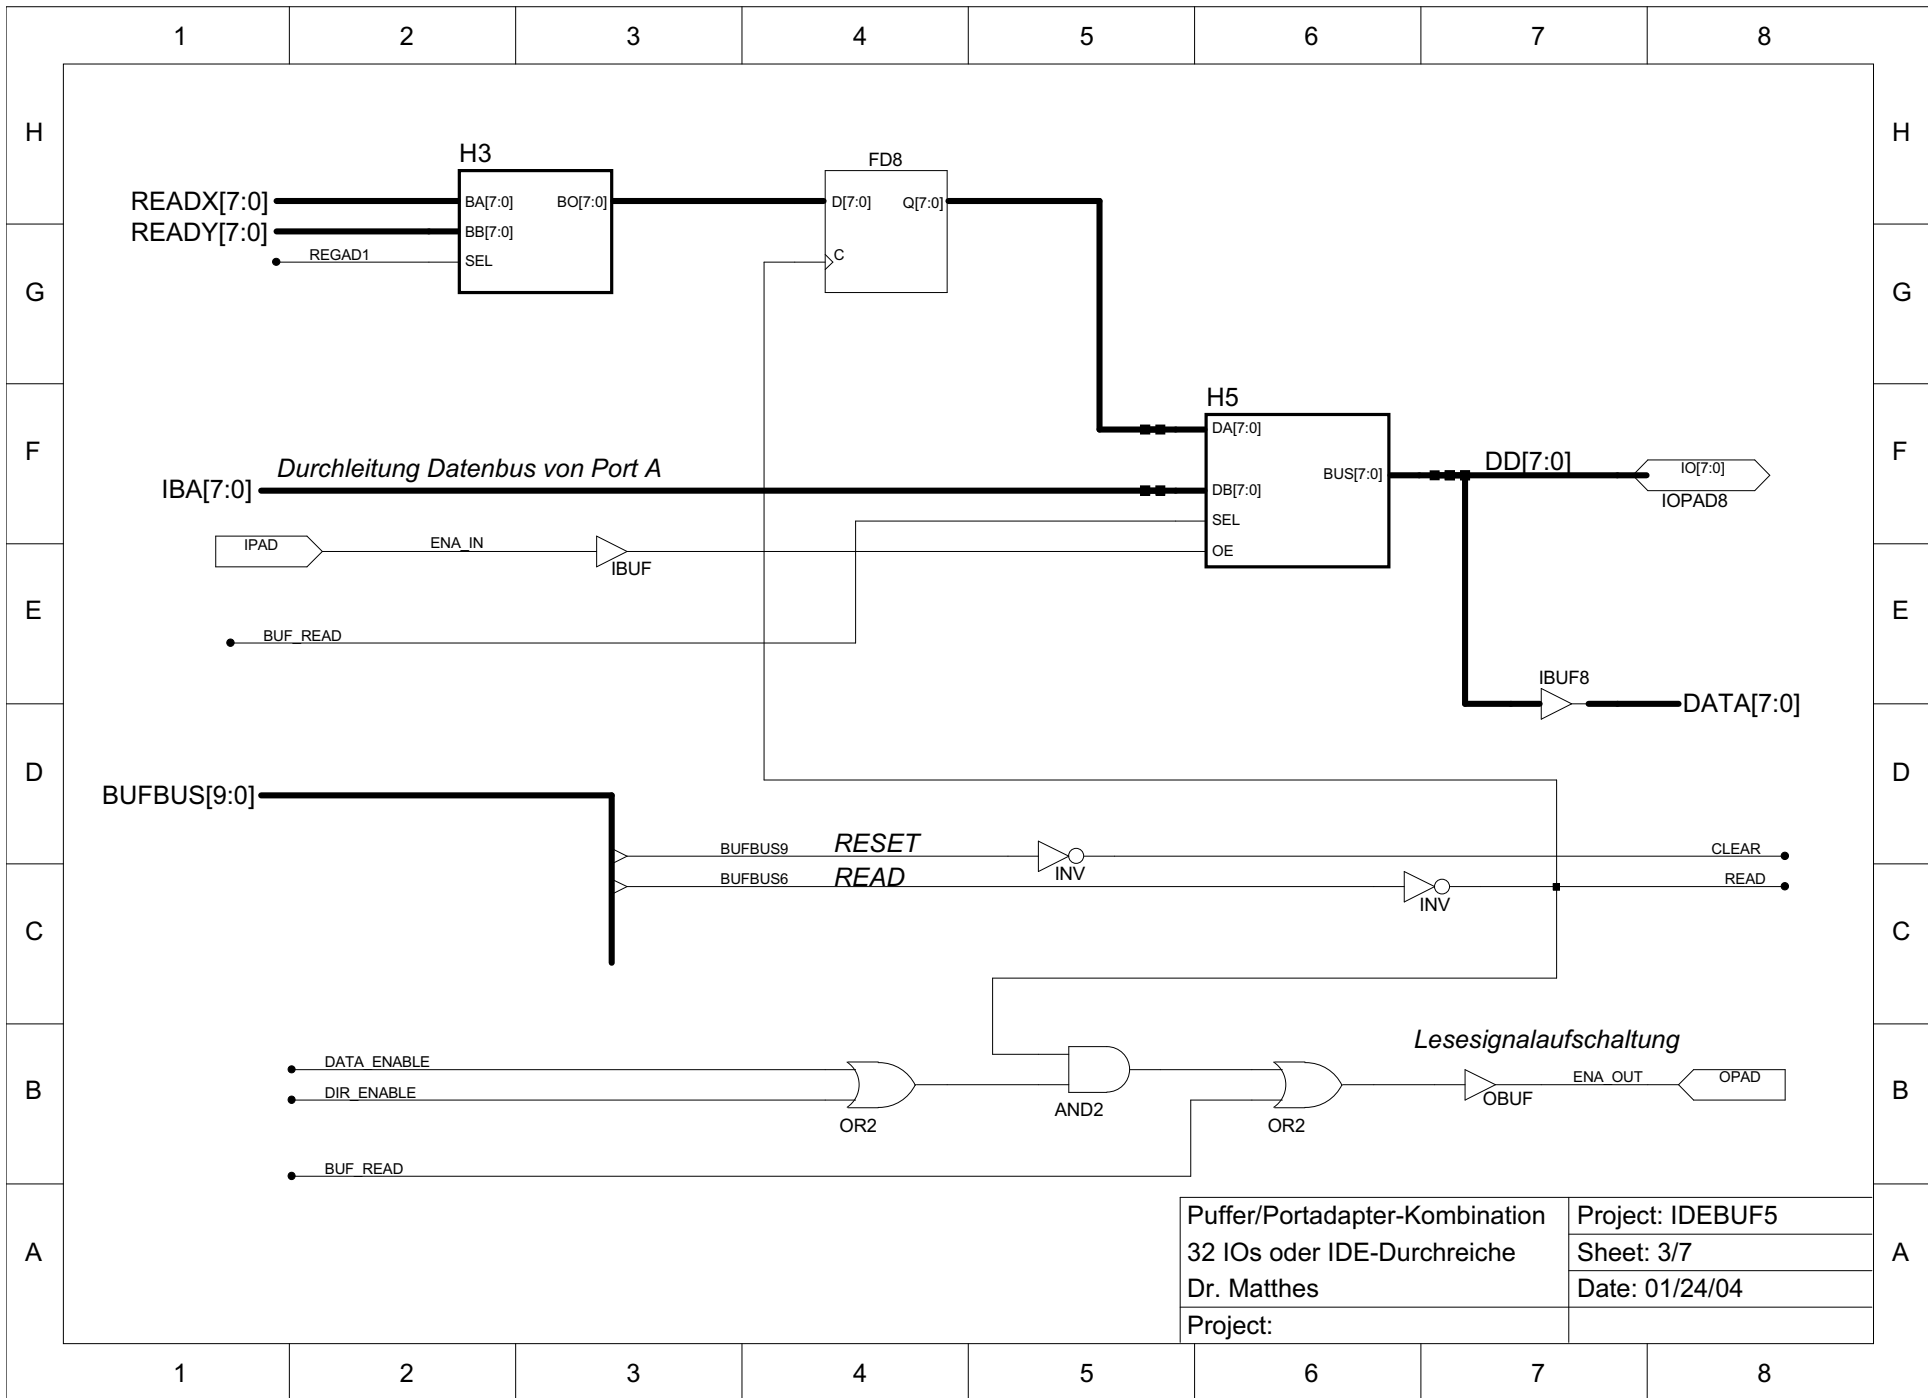 1 2 3 4 5 6 7 8
H H
H3
FD8
READX[7:0] BA[7:0] BO[7:0] D[7:0] Q[7:0]
READY[7:0] BB[7:0]
REGAD1 SEL C
G G
H5
DA[7:0]
F F
Durchleitung Datenbus von Port A
DD[7:0] IO[7:0]
BUS[7:0]
IBA[7:0] DB[7:0]
IOPAD8
SEL
IPAD ENA_IN OE
IBUF
E E
BUF_READ
IBUF8
DATA[7:0]
D D
BUFBUS[9:0]
BUFBUS9 RESET CLEAR
INV
BUFBUS6 READ READ
INV
C C
Lesesignalaufschaltung
DATA_ENABLE
ENA_OUT OPAD
B B
DIR_ENABLE
OBUF
AND2
OR2 OR2
BUF_READ
Puffer/Portadapter-Kombination Project: IDEBUF5
A A
32 IOs oder IDE-Durchreiche Sheet: 3/7
Dr. Matthes Date: 01/24/04
Project:
1 2 3 4 5 6 7 8